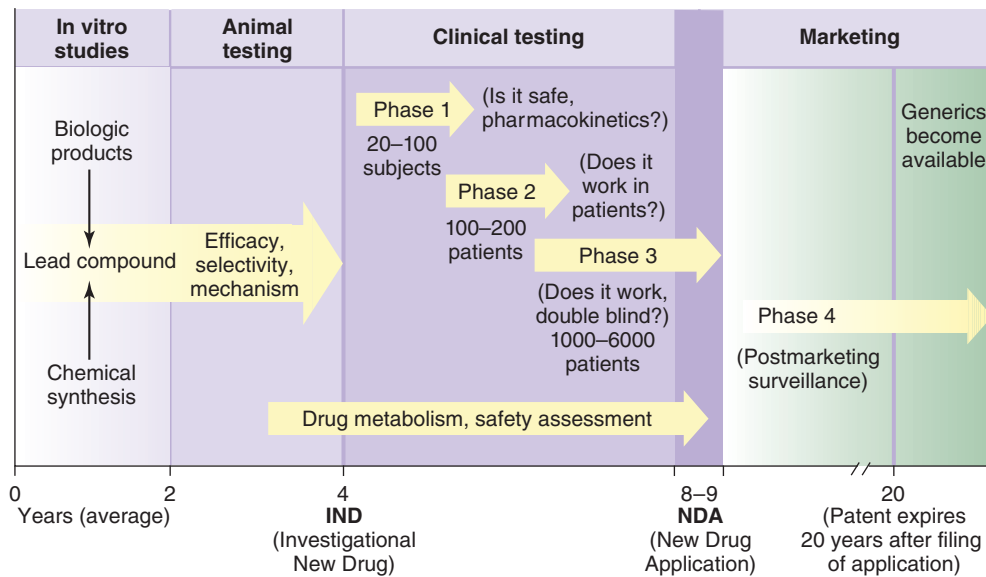 In vitro
studies
Animal
testing
Clinical testing
Marketing
Biologic
products
Lead compound
Chemical
synthesis
Efficacy,
selectivity,
mechanism
Phase 1
(Is it safe,
pharmacokinetics?)
20–100
subjects
Phase 2
(Does it
work in
patients?)
100–200
patients
Phase 3
(Does it work,
double blind?)
1000–6000
patients
Drug metabolism, safety assessment
Generics
become
available
Phase 4
(Postmarketing
surveillance)
0
2
4
8–9
20
Years (average)
IND
(Investigational
New Drug)
NDA
(New Drug
Application)
(Patent expires
20 years after filing
of application)